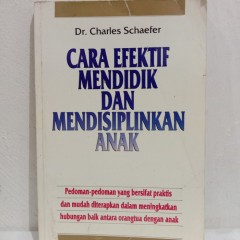 Dr. Charles Schaefer
CARA EFEKTIF
MENDIDIK
DAN
MENDISIPLINKAN
ANAK
Pedoman-pedoman yang bersifat praktis
dan mudah diterapkan dalam meningkatkan
hubungan baik antara orangtua dengan anak